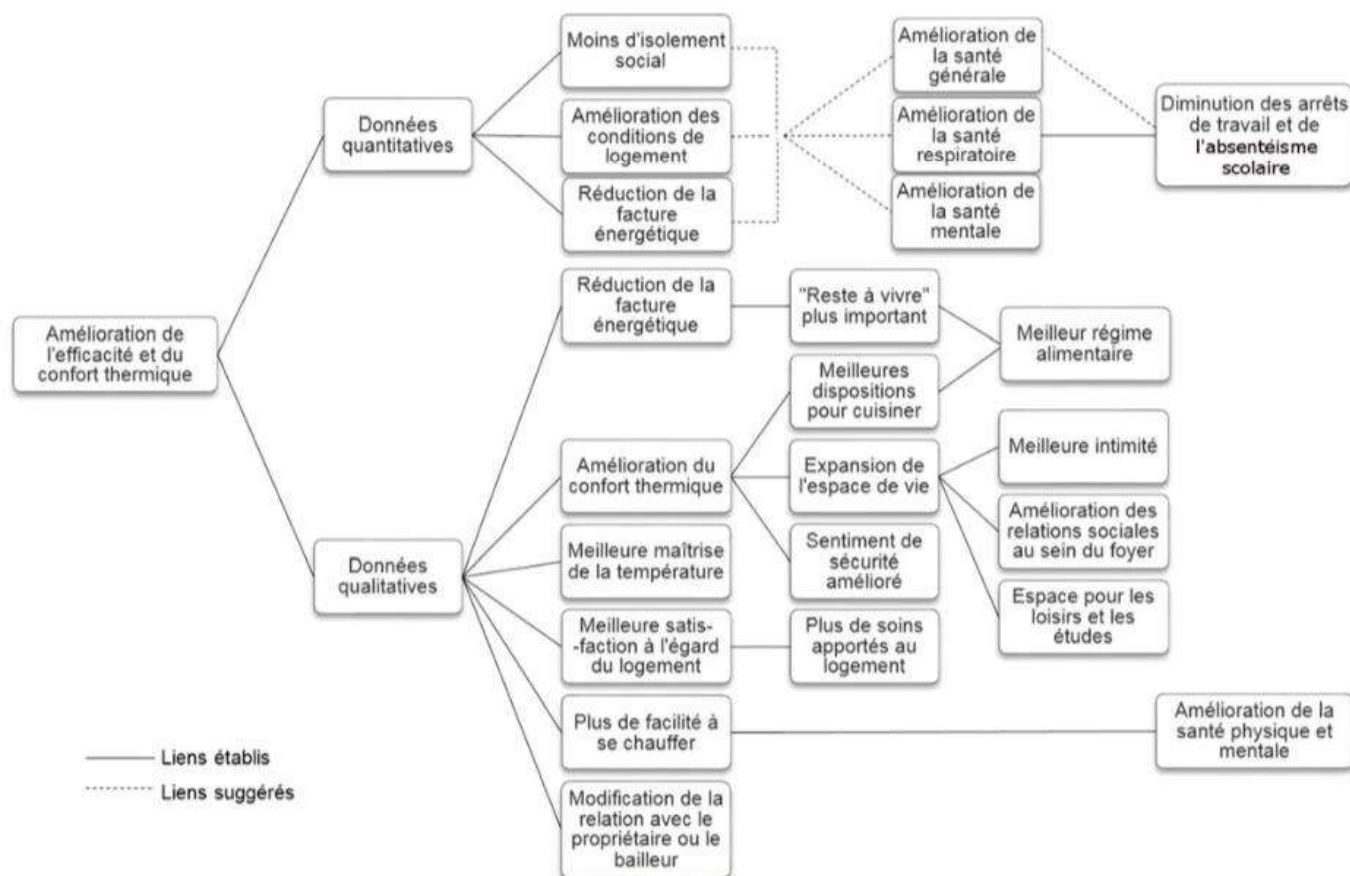 Moins d'isolement
social
Amélioration de
la santé
générale
Données
quantitatives
Amélioration des
conditions de
logement
Amélioration de
la santé
respiratoire
Diminution des arrêts
de travail et de
l'absentéisme
scolaire
Réduction de la
facture
énergétique
Amélioration de
la santé
mentale
Amélioration de
l'efficacité et du
confort thermique
Réduction de la
facture
énergétique
"Reste à vivre"
plus important
Meilleur régime
alimentaire
Meilleures
dispositions
pour cuisiner
Amélioration du
confort thermique
Expansion de
l'espace de vie
Meilleure intimité
Données
qualitatives
Meilleure maîtrise
de la température
Sentiment de
sécurité
amélioré
Amélioration des
relations sociales
au sein du foyer
Meilleure satis-
-faction à l'égard
du logement
Plus de soins
apportés au
logement
Espace pour les
loisirs et les
études
Plus de facilité à
se chauffer
Amélioration de la
santé physique et
mentale
Modification de la
relation avec le
propriétaire ou le
bailleur
Liens établis
Liens suggérés